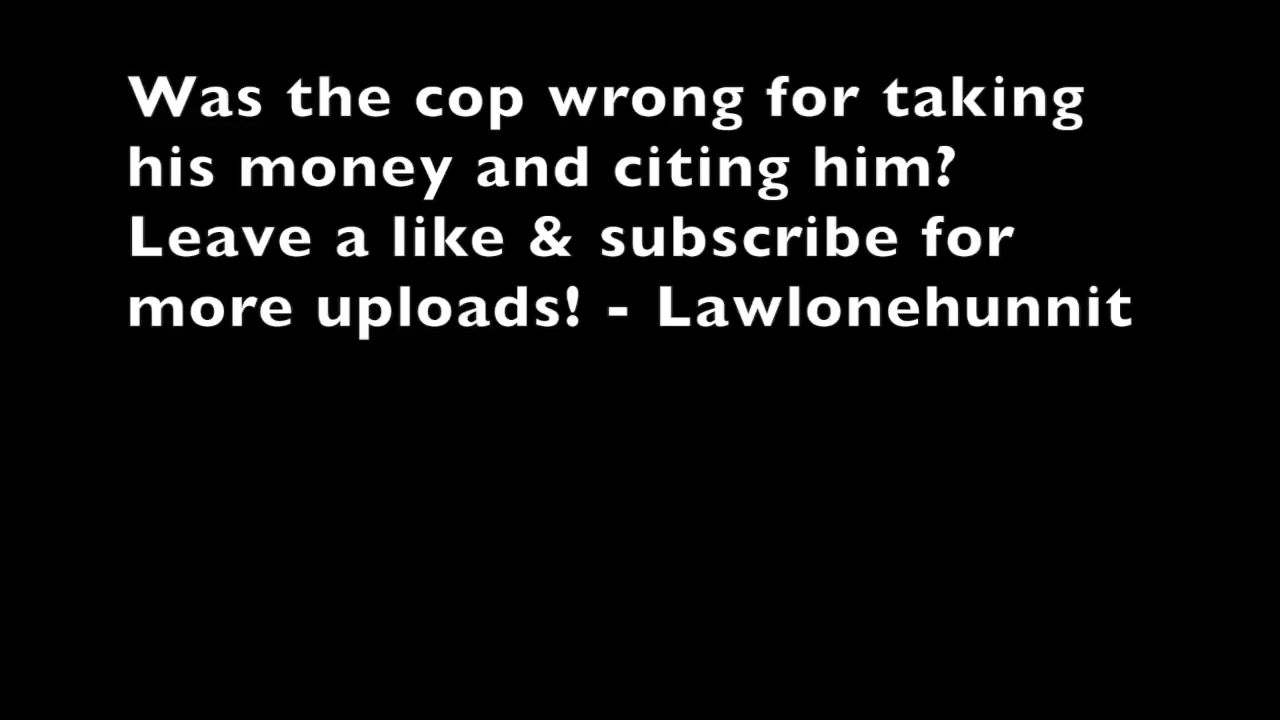 Was the cop wrong for taking
his money and citing him?
Leave a like & subscribe for
more uploads! - Lawlonehunnit